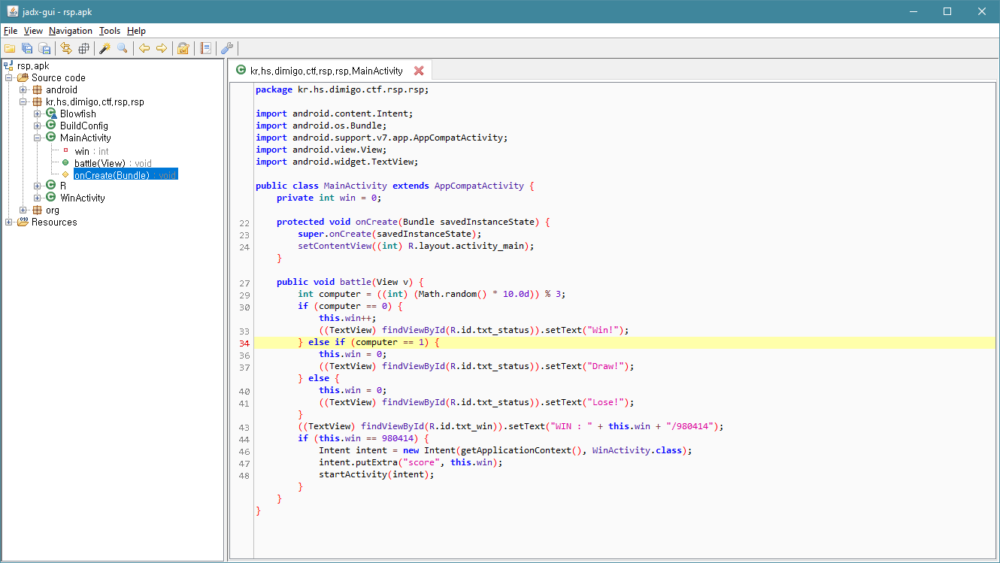 jadx-gui - rsp.apk
File View Navigation Tools Help
rsp.apk
Source code
android
kr.hs.dimigo.ctf.rsp.rsp
Blowfish
BuildConfig
MainActivity
win : int
battle(View) : void
onCreate(Bundle) : void
R
WinActivity
org
Resources
kr.hs.dimigo.ctf.rsp.rsp.MainActivity
package kr.hs.dimigo.ctf.rsp.rsp;
import android.content.Intent;
import android.os.Bundle;
import android.support.v7.app.AppCompatActivity;
import android.view.View;
import android.widget.TextView;
public class MainActivity extends AppCompatActivity {
private int win = 0;
22 protected void onCreate(Bundle savedInstanceState) {
23 super.onCreate(savedInstanceState);
24 setContentView((int) R.layout.activity_main);
}
27 public void battle(View v) {
29 int computer = ((int) (Math.random() * 10.0d)) % 3;
30 if (computer == 0) {
this.win++;
33 ((TextView) findViewById(R.id.txt_status)).setText("Win!");
34 } else if (computer == 1) {
36 this.win = 0;
37 ((TextView) findViewById(R.id.txt_status)).setText("Draw!");
} else {
40 this.win = 0;
41 ((TextView) findViewById(R.id.txt_status)).setText("Lose!");
}
43 ((TextView) findViewById(R.id.txt_win)).setText("WIN : " + this.win + "/980414");
44 if (this.win == 980414) {
46 Intent intent = new Intent(getApplicationContext(), WinActivity.class);
47 intent.putExtra("score", this.win);
48 startActivity(intent);
}
}
}